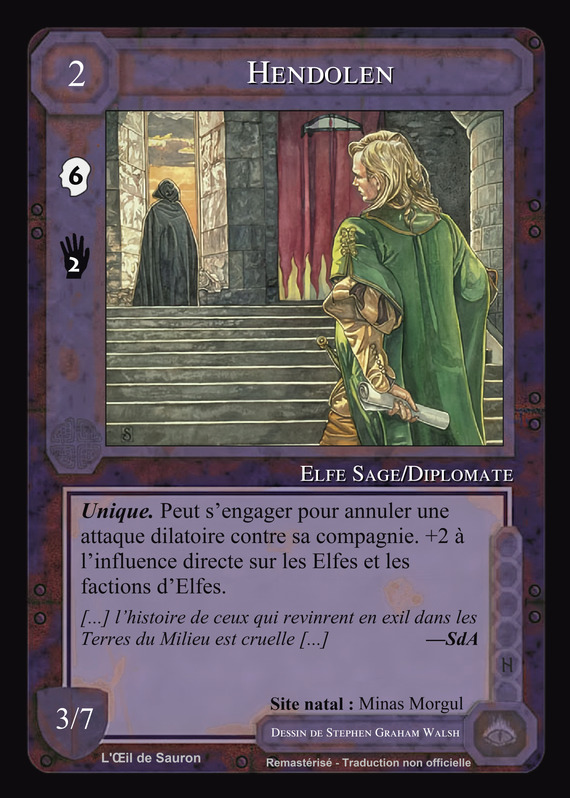 2
Hendolen
6
2
S
Elfe Sage/Diplomate
Unique. Peut s'engager pour annuler une
attaque dilatoire contre sa compagnie. +2 à
l'influence directe sur les Elfes et les
factions d'Elfes.
[...] l'histoire de ceux qui revinrent en exil dans les
Terres du Milieu est cruelle [...] —SdA
Site natal : Minas Morgul
3/7
Dessin de Stephen Graham Walsh
L'Œil de Sauron
Remastérisé - Traduction non officielle